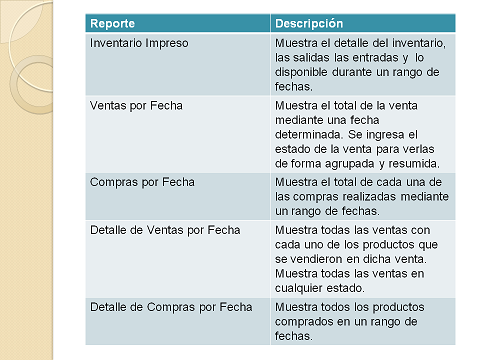 Reporte Descripción
Inventario Impreso Muestra el detalle del inventario,
las salidas las entradas y lo
disponible durante un rango de
fechas.
Ventas por Fecha Muestra el total de la venta
mediante una fecha
determinada. Se ingresa el
estado de la venta para verlas
de forma agrupada y resumida.
Compras por Fecha Muestra el total de cada una de
las compras realizadas mediante
un rango de fechas.
Detalle de Ventas por Fecha Muestra todas las ventas con
cada uno de los productos que
se vendieron en dicha venta.
Muestra todas las ventas en
cualquier estado.
Detalle de Compras por Fecha Muestra todos los productos
comprados en un rango de
fechas.